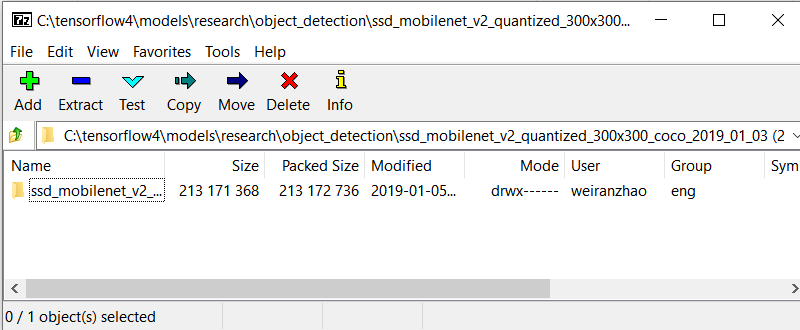 C:\tensorflow4\models\research\object_detection\ssd_mobilenet_v2_quantized_300x300...
File Edit View Favorites Tools Help
Add Extract Test Copy Move Delete Info
C:\tensorflow4\models\research\object_detection\ssd_mobilenet_v2_quantized_300x300_coco_2019_01_03 (2
Name Size Packed Size Modified Mode User Group Sym
ssd_mobilenet_v2_... 213 171 368 213 172 736 2019-01-05... drwx------ weiranzhao eng
0 / 1 object(s) selected